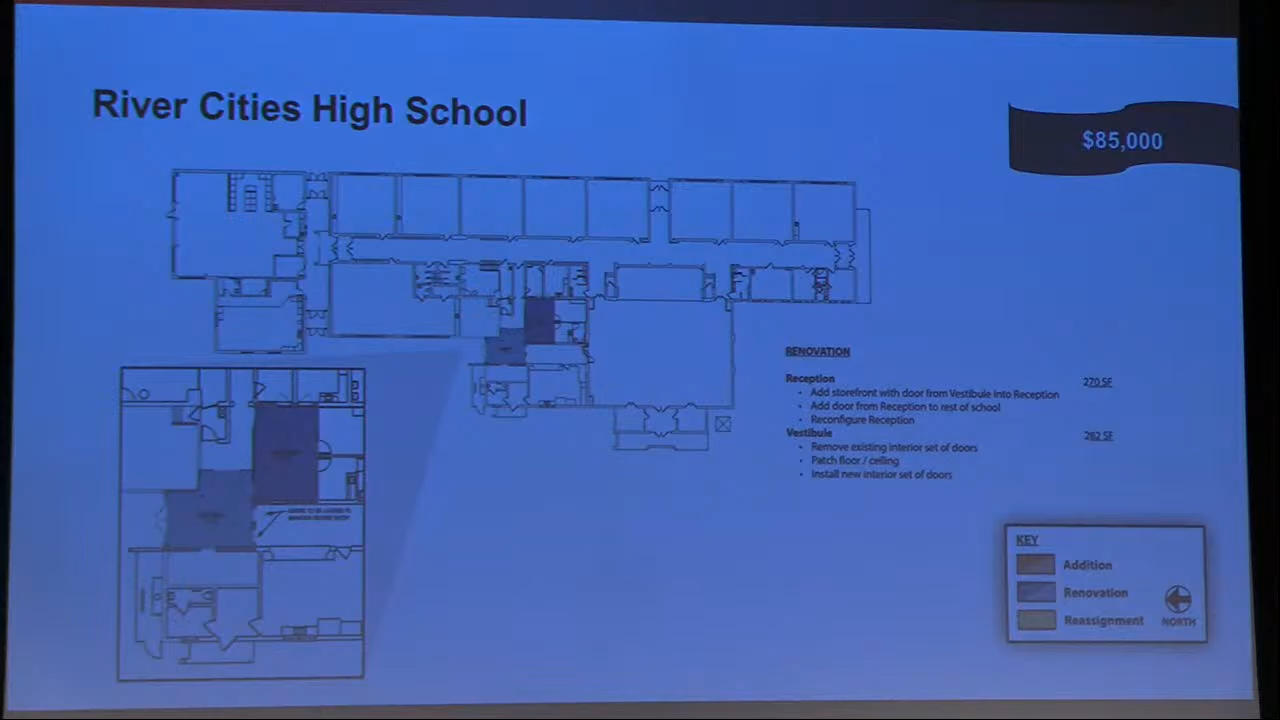 River Cities High School
$85,000
RENOVATION
Reception 270 SF
• Add storefront with door from Vestibule into Reception
• Add door from Reception to rest of school
• Reconfigure Reception
Vestibule 282 SF
• Remove existing interior set of doors
• Patch floor / ceiling
• Install new interior set of doors
KEY
Addition
Renovation
Reassignment
NORTH